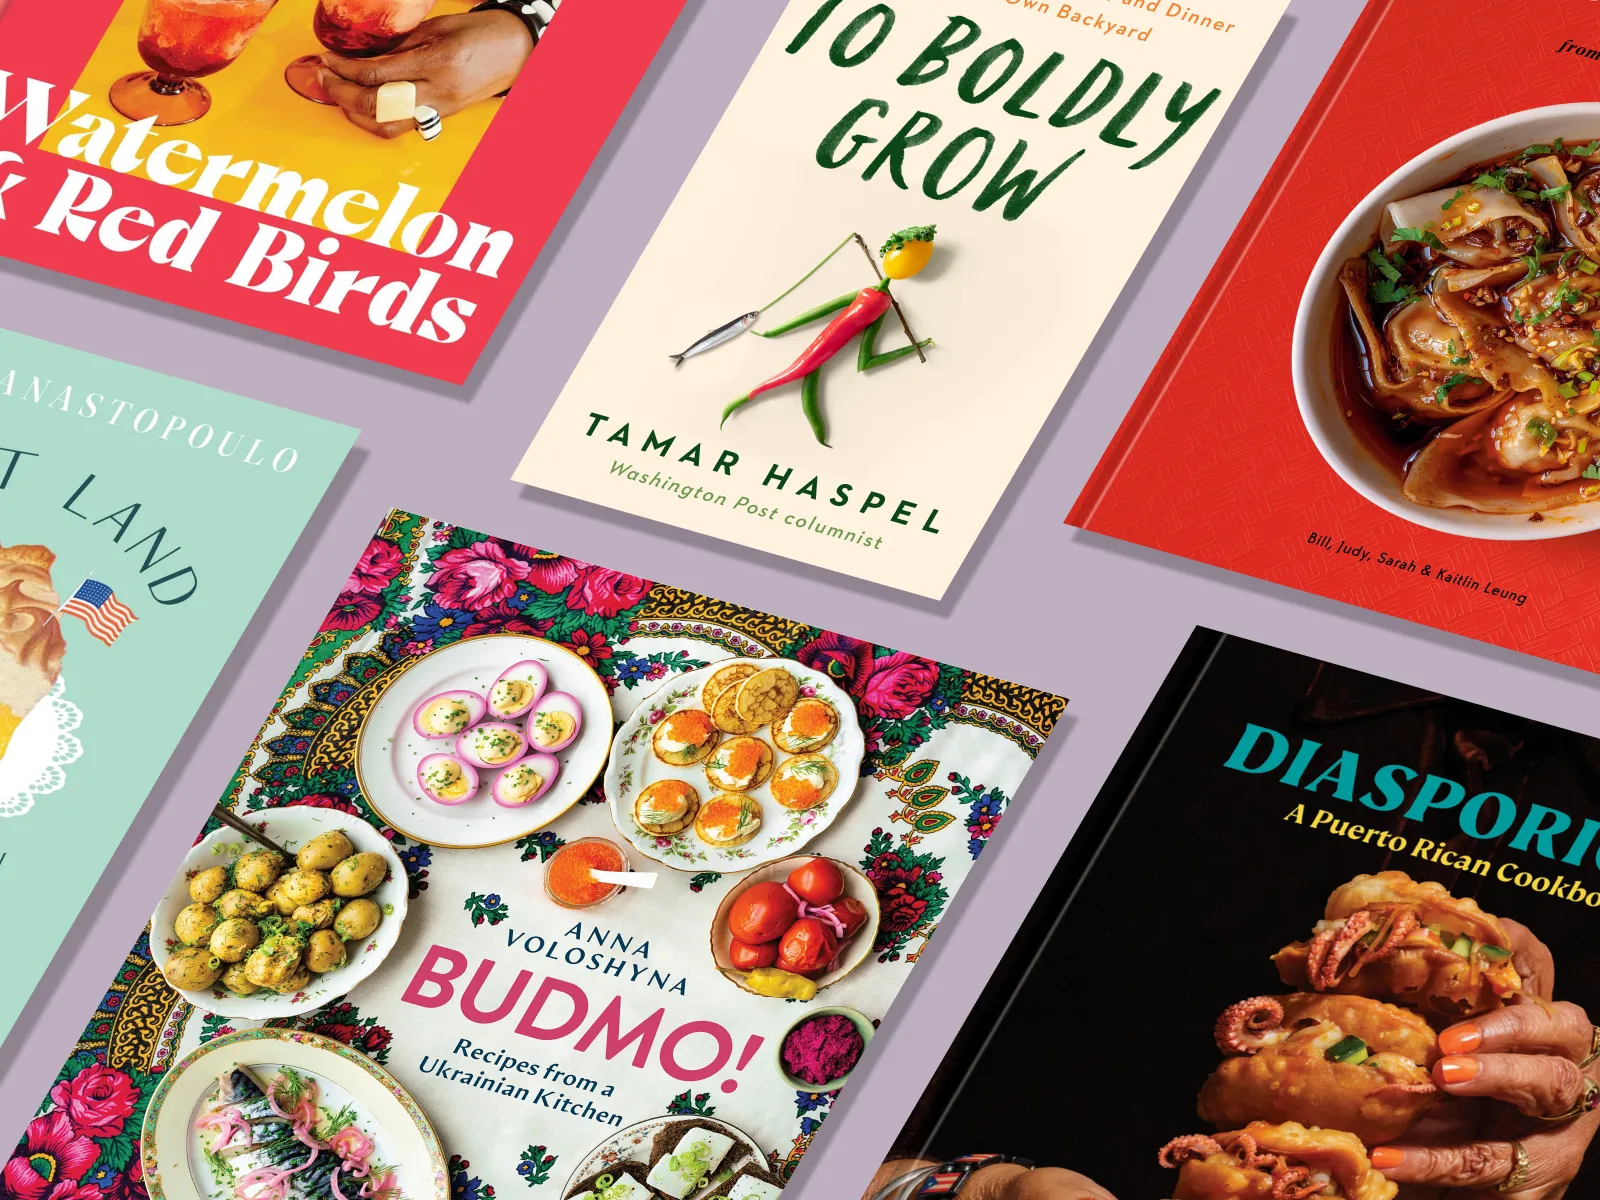 Watermelon
& Red Birds
and Dinner
Own Backyard
TO BOLDLY
GROW
TAMAR HASPEL
Washington Post columnist
from
Bill, Judy, Sarah & Kaitlin Leung
ANASTOPOULO
T LAND
ANNA
VOLOSHYNA
BUDMO!
Recipes from a
Ukrainian Kitchen
DIASPORI
A Puerto Rican Cookbo